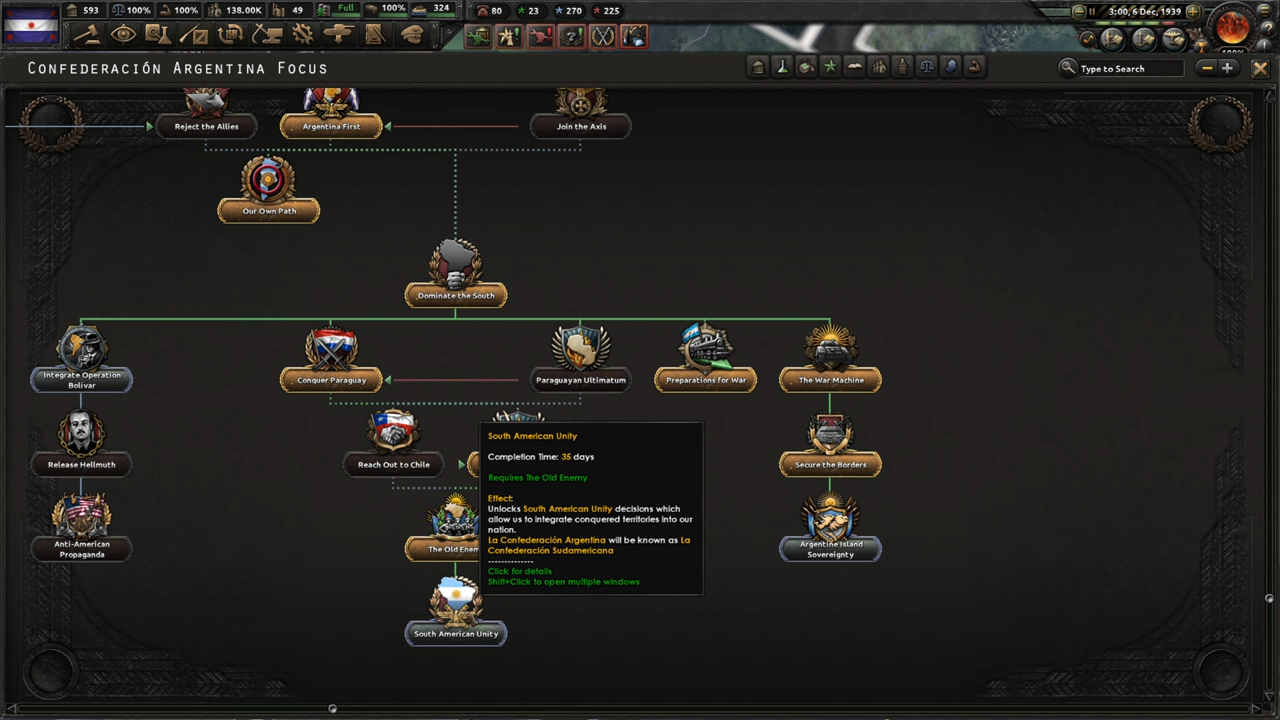 593
100%
100%
138.00K
49
Full
100%
324
80
23
270
225
3:00, 6 Dec, 1939
100%
Confederación Argentina Focus
Type to Search
Reject the Allies
Argentina First
Join the Axis
Our Own Path
Dominate the South
Integrate Operation
Bolivar
Conquer Paraguay
Paraguayan Ultimatum
Preparations for War
The War Machine
Release Hellmuth
Reach Out to Chile
Secure the Borders
Anti-American
Propaganda
The Old Enem
Argentine Island
Sovereignty
South American Unity
South American Unity
Completion Time: 35 days
Requires The Old Enemy
Effect:
Unlocks South American Unity decisions which
allow us to integrate conquered territories into our
nation.
La Confederación Argentina will be known as La
Confederación Sudamericana
--------------
Click for details
Shift+Click to open multiple windows